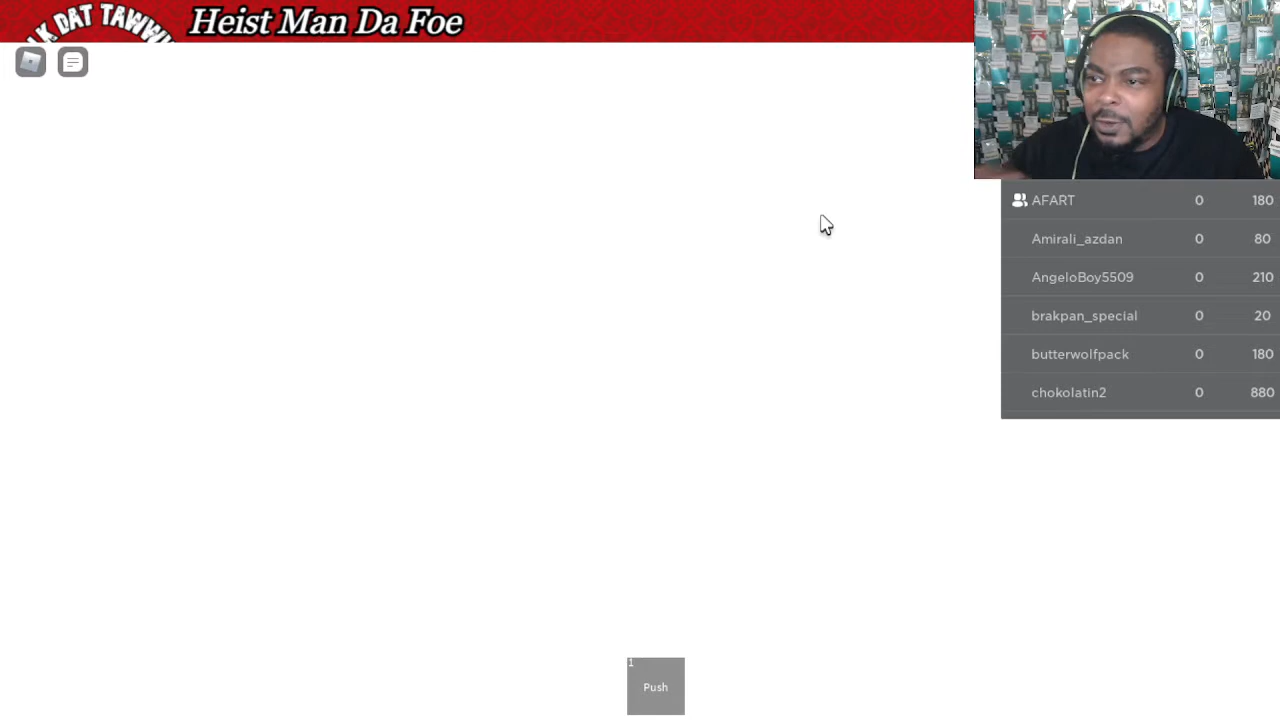 Heist Man Da Foe
AFART 0 180
Amirali_azdan 0 80
AngeloBoy5509 0 210
brakpan_special 0 20
butterwolfpack 0 180
chokolatin2 0 880
1
Push